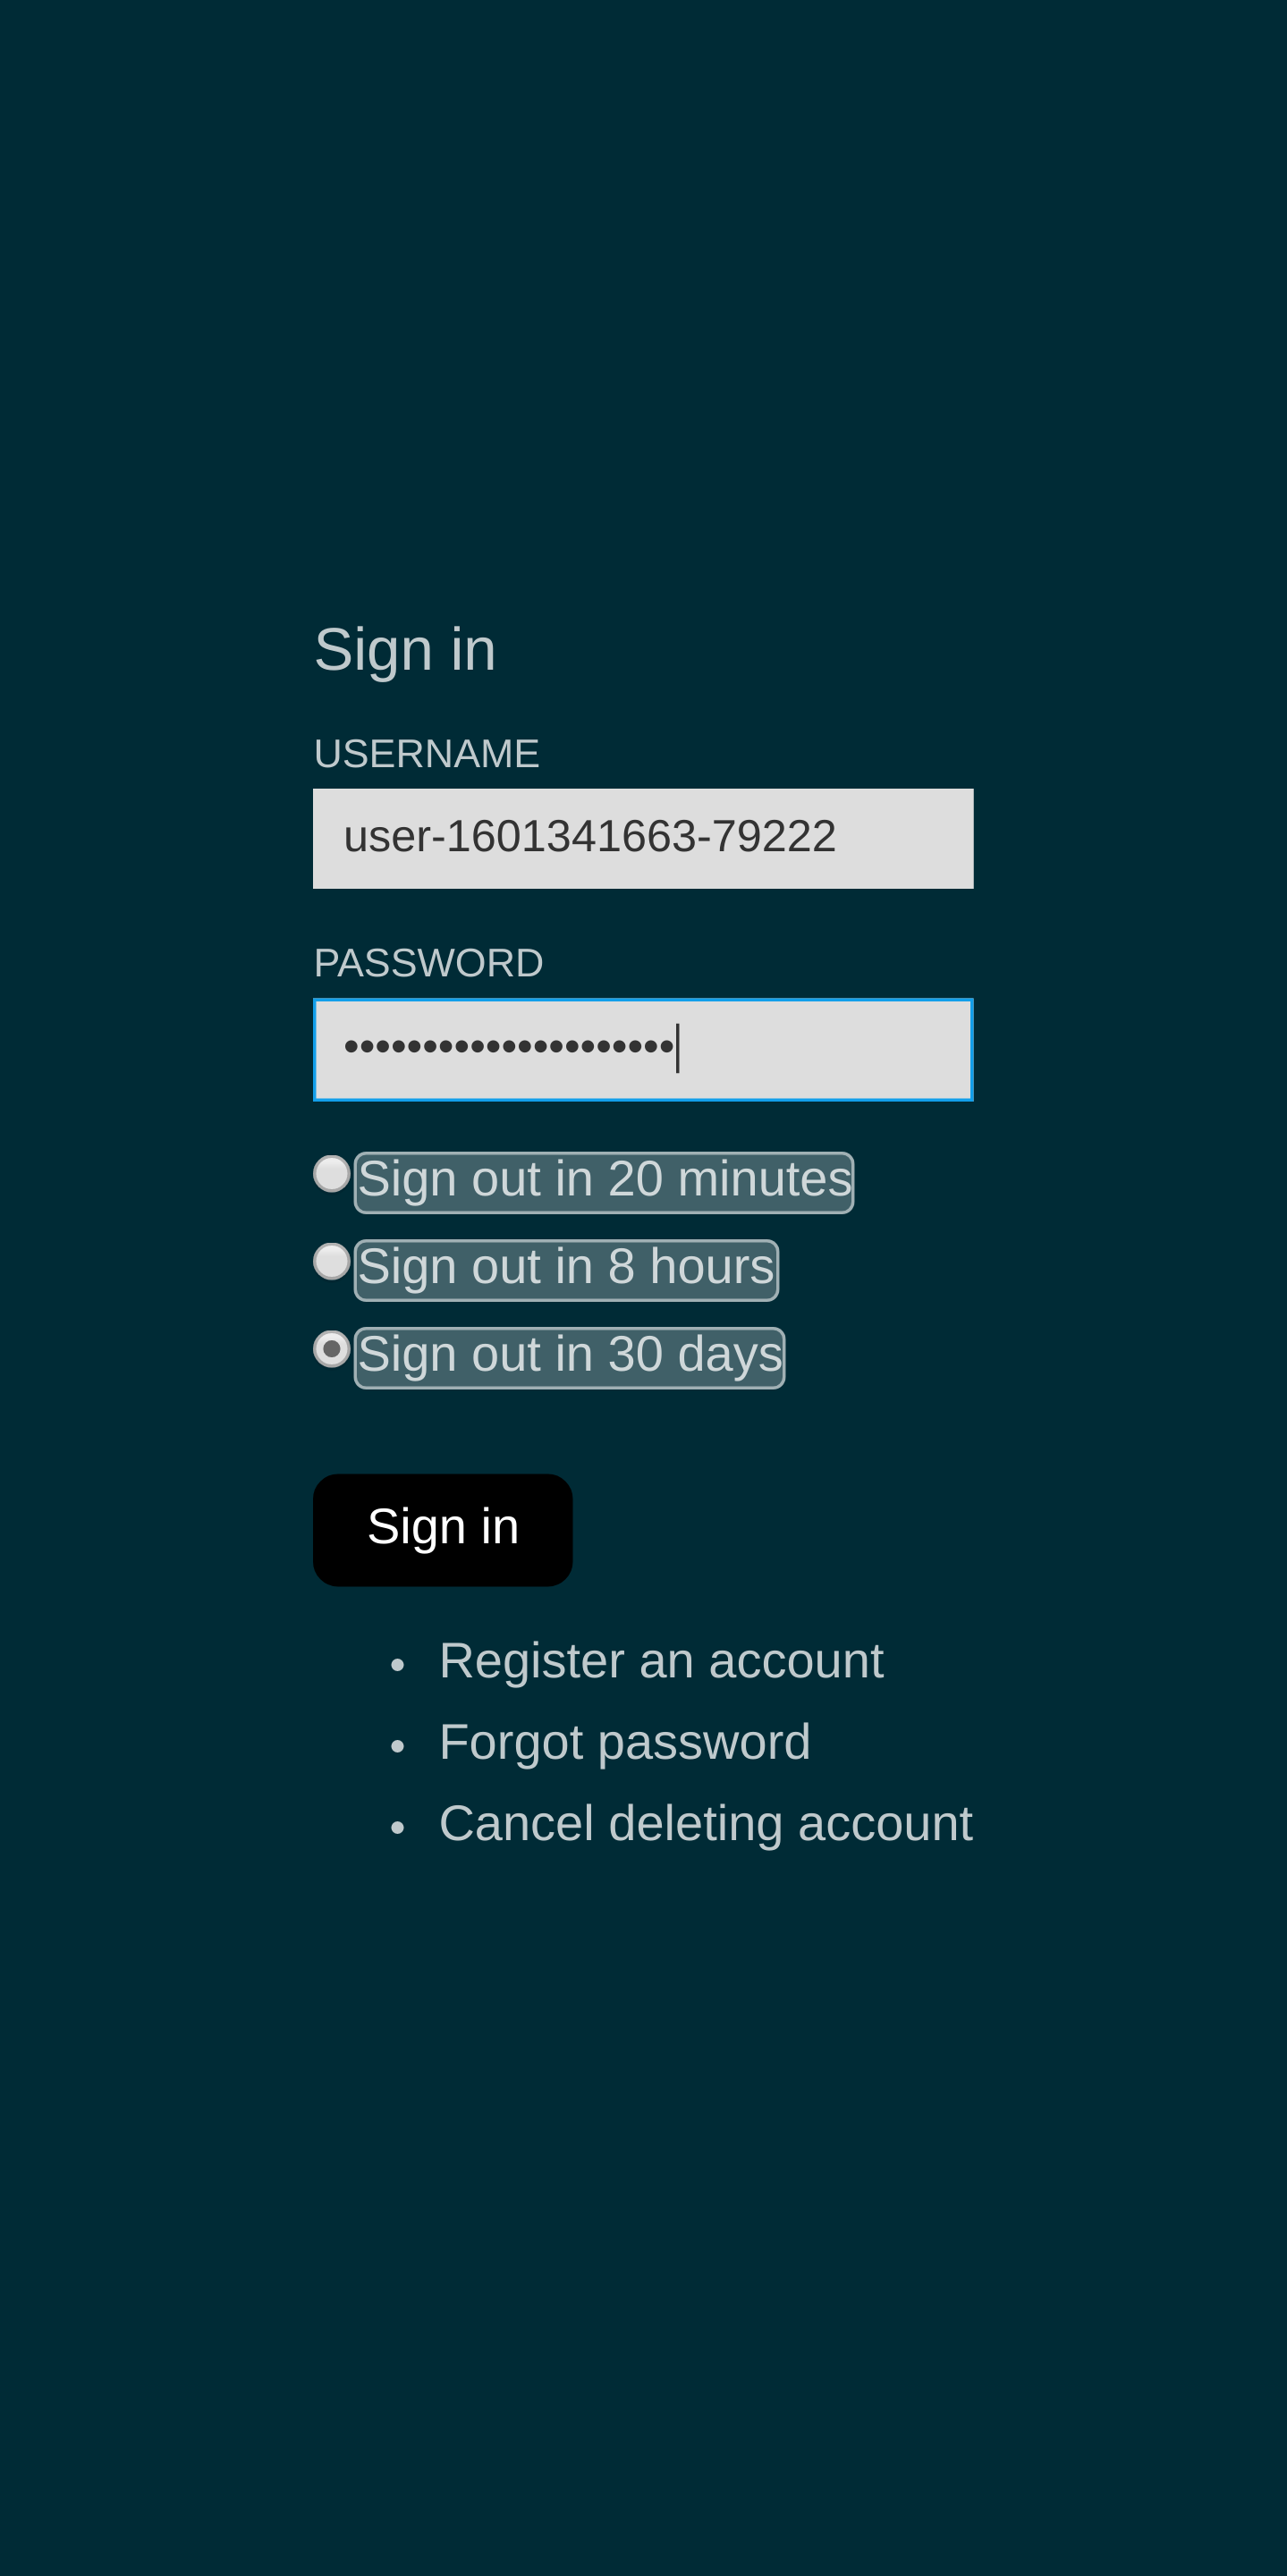 Sign in
USERNAME
user-1601341663-79222
PASSWORD
•••••••••••••••••••••
Sign out in 20 minutes
Sign out in 8 hours
Sign out in 30 days
Sign in
• Register an account
• Forgot password
• Cancel deleting account